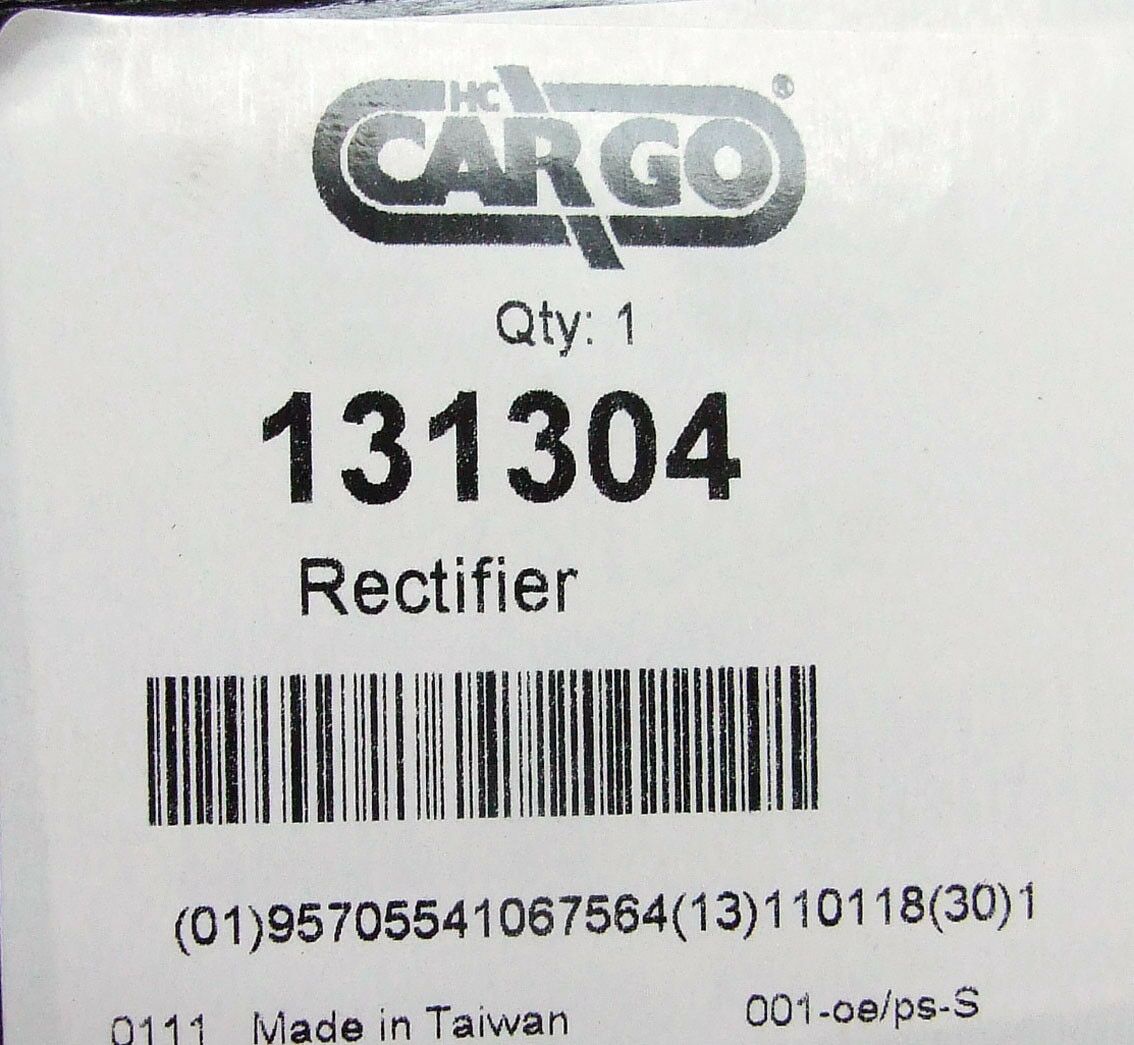 HC
CARGO®
Qty: 1
131304
Rectifier
(01)95705541067564(13)110118(30)1
0111 Made in Taiwan 001-oe/ps-S